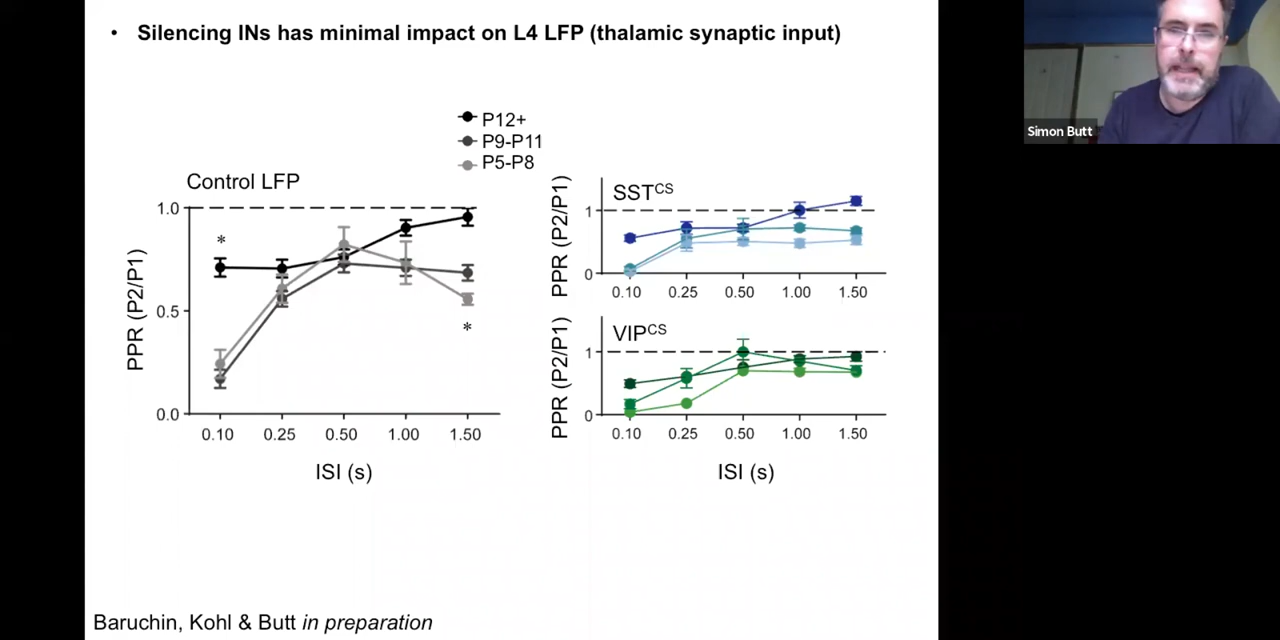 • Silencing INs has minimal impact on L4 LFP (thalamic synaptic input)
Simon Butt
P12+
P9-P11
P5-P8
Control LFP
1.0
0.5
0.0
PPR (P2/P1)
*
*
0.10 0.25 0.50 1.00 1.50
ISI (s)
SSTCS
PPR (P2/P1)
1
0
0.10 0.25 0.50 1.00 1.50
VIPCS
PPR (P2/P1)
1
0
0.10 0.25 0.50 1.00 1.50
ISI (s)
Baruchin, Kohl & Butt in preparation